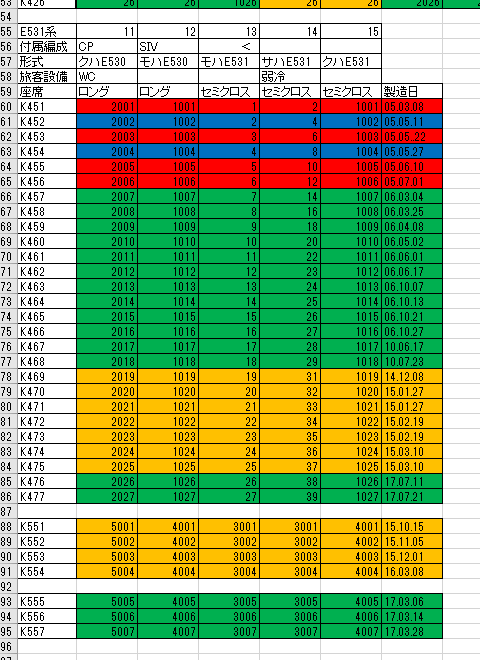 53 K426 26 26 1026 26 26 2026
54
55 E531系 11 12 13 14 15
56 付属編成 CP SIV <
57 形式 クハE530 モハE530 モハE531 サハE531 クハE531
58 旅客設備 WC 弱冷
59 座席 ロング ロング セミクロス セミクロス セミクロス 製造日
60 K451 2001 1001 1 2 1001 05.03.08
61 K452 2002 1002 2 4 1002 05.05.11
62 K453 2003 1003 3 6 1003 05.05.22
63 K454 2004 1004 4 8 1004 05.05.27
64 K455 2005 1005 5 10 1005 05.06.10
65 K456 2006 1006 6 12 1006 05.07.01
66 K457 2007 1007 7 14 1007 06.03.04
67 K458 2008 1008 8 16 1008 06.03.25
68 K459 2009 1009 9 18 1009 06.04.08
69 K460 2010 1010 10 20 1010 06.05.02
70 K461 2011 1011 11 22 1011 06.06.01
71 K462 2012 1012 12 23 1012 06.06.17
72 K463 2013 1013 13 24 1013 06.10.07
73 K464 2014 1014 14 25 1014 06.10.13
74 K465 2015 1015 15 26 1015 06.10.21
75 K466 2016 1016 16 27 1016 06.10.27
76 K467 2017 1017 17 28 1017 10.06.17
77 K468 2018 1018 18 29 1018 10.07.23
78 K469 2019 1019 19 31 1019 14.12.08
79 K470 2020 1020 20 32 1020 15.01.27
80 K471 2021 1021 21 33 1021 15.01.27
81 K472 2022 1022 22 34 1022 15.02.19
82 K473 2023 1023 23 35 1023 15.02.19
83 K474 2024 1024 24 36 1024 15.03.10
84 K475 2025 1025 25 37 1025 15.03.10
85 K476 2026 1026 26 38 1026 17.07.11
86 K477 2027 1027 27 39 1027 17.07.21
87
88 K551 5001 4001 3001 3001 4001 15.10.15
89 K552 5002 4002 3002 3002 4002 15.11.05
90 K553 5003 4003 3003 3003 4003 15.12.01
91 K554 5004 4004 3004 3004 4004 16.03.08
92
93 K555 5005 4005 3005 3005 4005 17.03.06
94 K556 5006 4006 3006 3006 4006 17.03.14
95 K557 5007 4007 3007 3007 4007 17.03.28
96